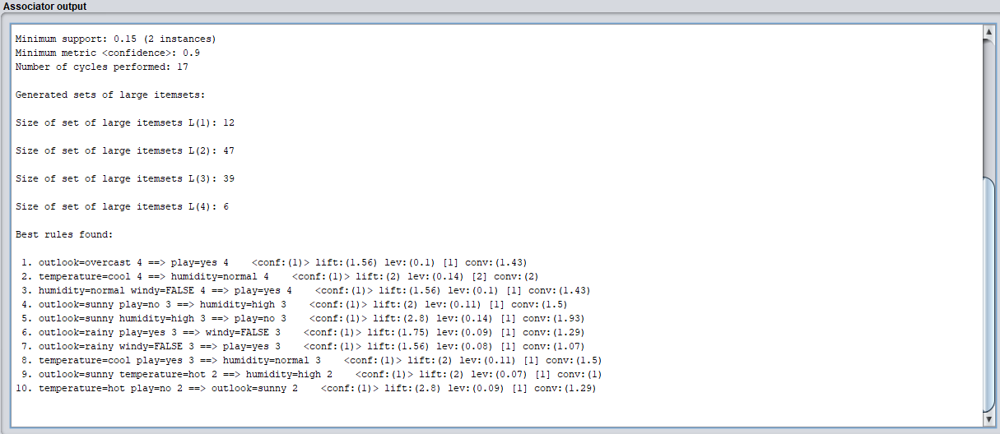 Associator output
Minimum support: 0.15 (2 instances)
Minimum metric <confidence>: 0.9
Number of cycles performed: 17
Generated sets of large itemsets:
Size of set of large itemsets L(1): 12
Size of set of large itemsets L(2): 47
Size of set of large itemsets L(3): 39
Size of set of large itemsets L(4): 6
Best rules found:
1. outlook=overcast 4 ==> play=yes 4    <conf:(1)> lift:(1.56) lev:(0.1) [1] conv:(1.43)
2. temperature=cool 4 ==> humidity=normal 4    <conf:(1)> lift:(2) lev:(0.14) [2] conv:(2)
3. humidity=normal windy=FALSE 4 ==> play=yes 4    <conf:(1)> lift:(1.56) lev:(0.1) [1] conv:(1.43)
4. outlook=sunny play=no 3 ==> humidity=high 3    <conf:(1)> lift:(2) lev:(0.11) [1] conv:(1.5)
5. outlook=sunny humidity=high 3 ==> play=no 3    <conf:(1)> lift:(2.8) lev:(0.14) [1] conv:(1.93)
6. outlook=rainy play=yes 3 ==> windy=FALSE 3    <conf:(1)> lift:(1.75) lev:(0.09) [1] conv:(1.29)
7. outlook=rainy windy=FALSE 3 ==> play=yes 3    <conf:(1)> lift:(1.56) lev:(0.08) [1] conv:(1.07)
8. temperature=cool play=yes 3 ==> humidity=normal 3    <conf:(1)> lift:(2) lev:(0.11) [1] conv:(1.5)
9. outlook=sunny temperature=hot 2 ==> humidity=high 2    <conf:(1)> lift:(2) lev:(0.07) [1] conv:(1)
10. temperature=hot play=no 2 ==> outlook=sunny 2    <conf:(1)> lift:(2.8) lev:(0.09) [1] conv:(1.29)